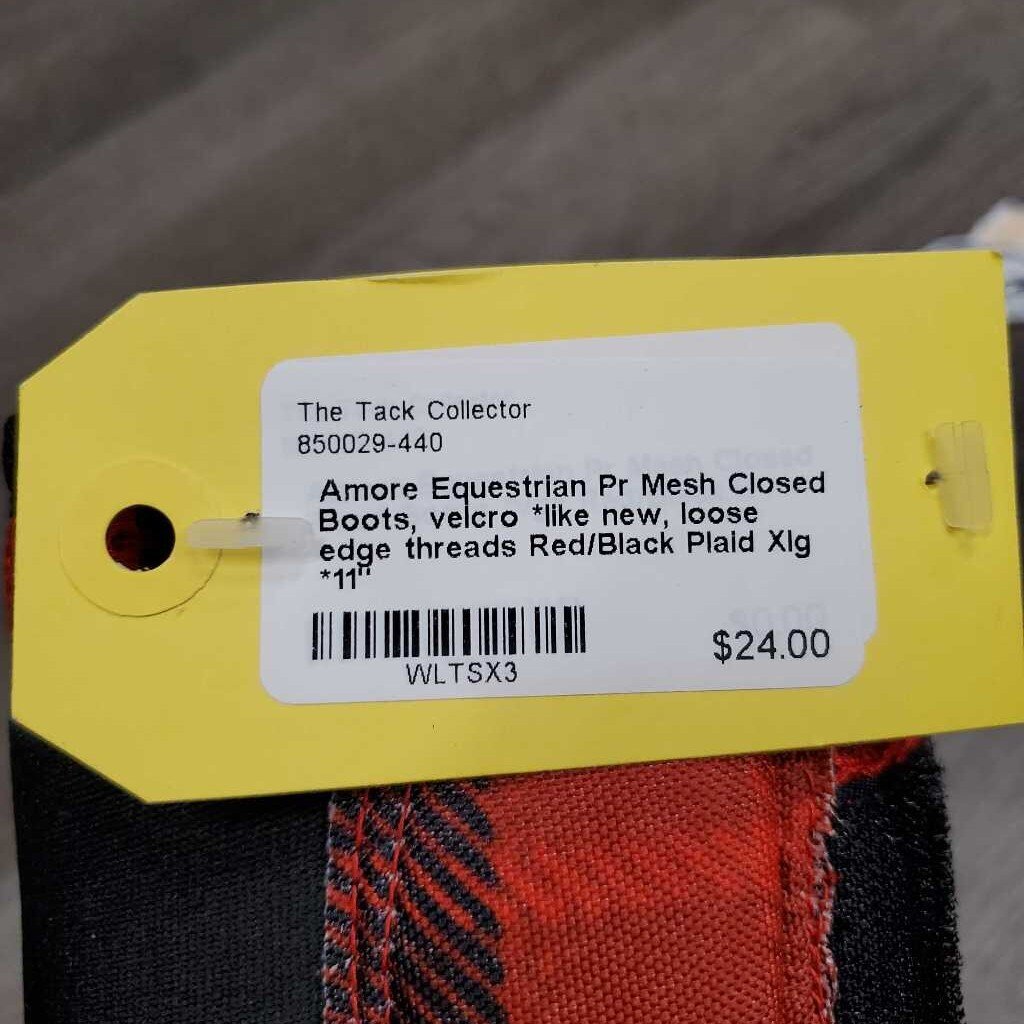 The Tack Collector
850029-440
Amore Equestrian Pr Mesh Closed
Boots, velcro *like new, loose
edge threads Red/Black Plaid Xlg
*11"
WLTSX3
$24.00